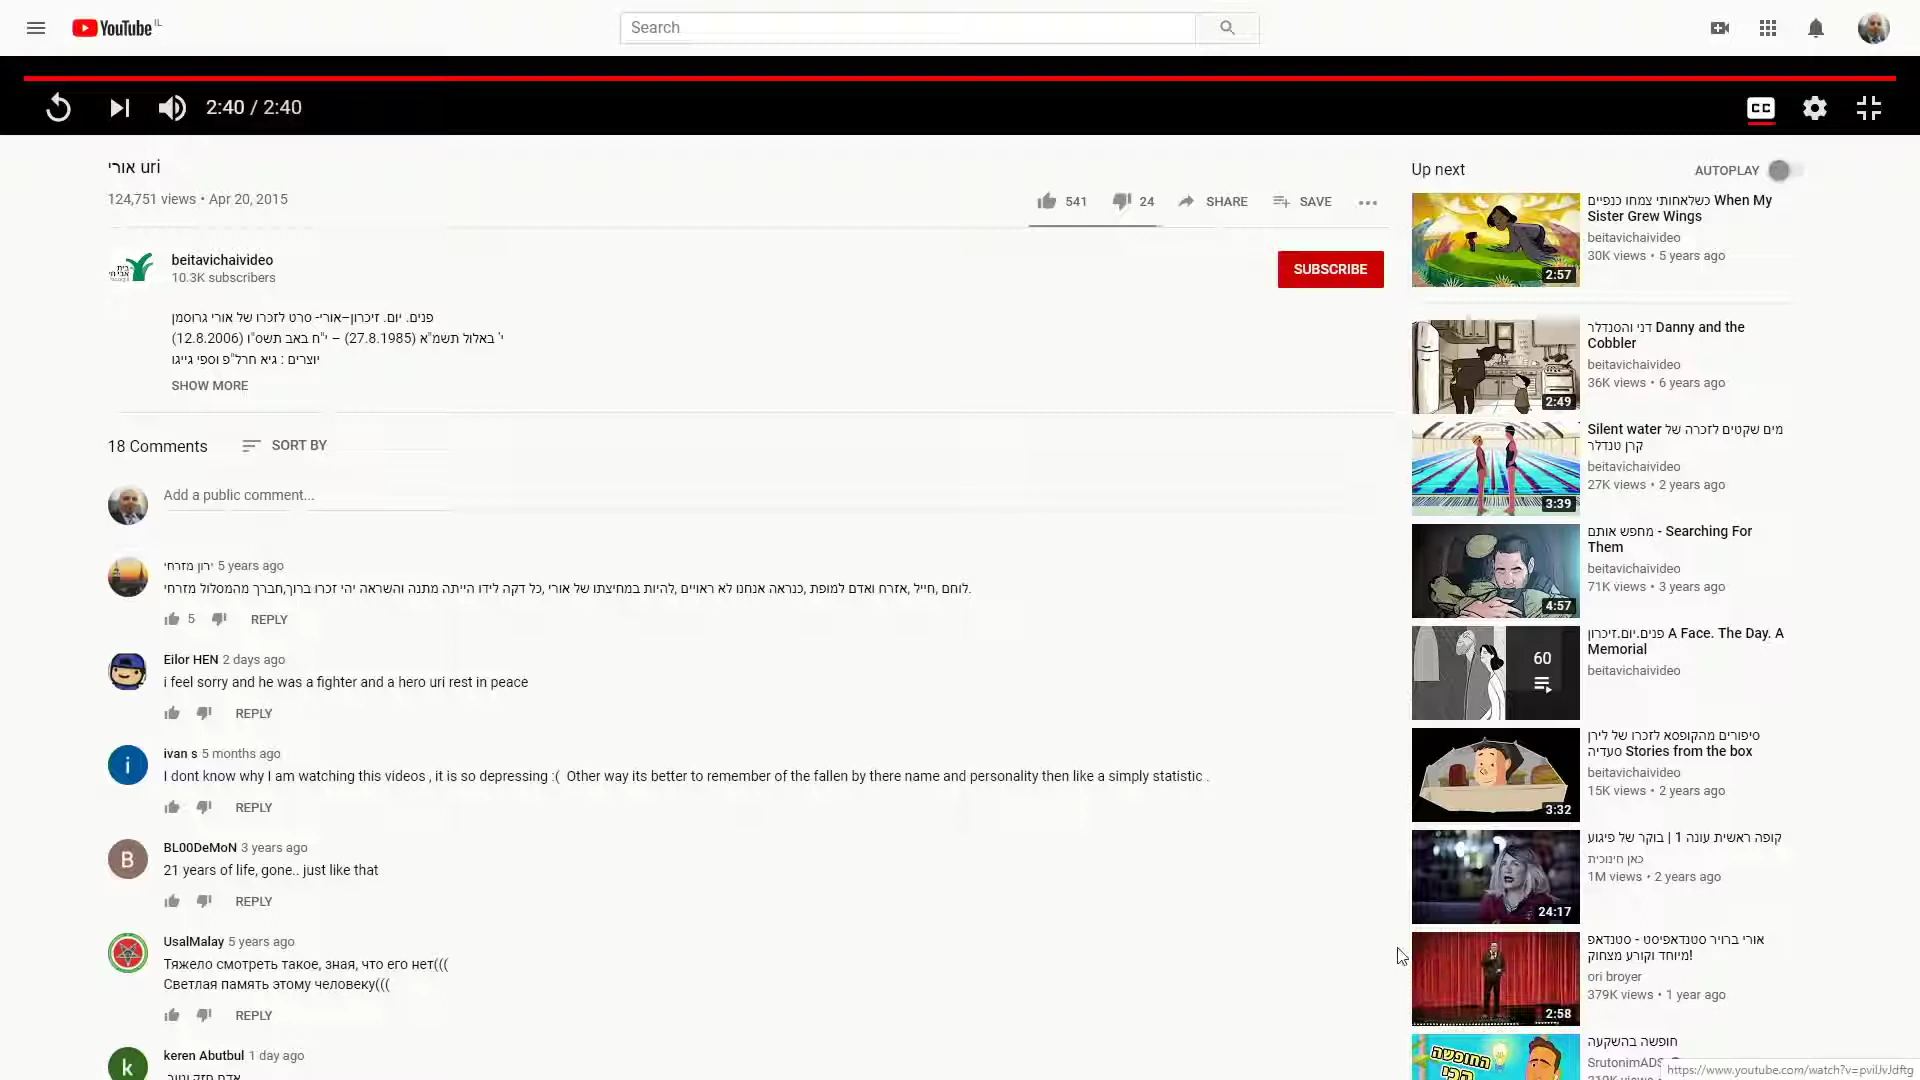 YouTube IL
Search
2:40 / 2:40
CC
אורי uri
124,751 views • Apr 20, 2015
541
24
SHARE
SAVE
beitavichaivideo
10.3K subscribers
SUBSCRIBE
פנים. יום. זיכרון–אורי- סרט לזכרו של אורי גרוסמן
י' באלול תשמ"א (27.8.1985) – י"ח באב תשס"ו (12.8.2006)
יוצרים : גיא חרל"פ וספי גייגו
SHOW MORE
18 Comments
SORT BY
Add a public comment...
ירון מזרחי 5 years ago
לוחם, חייל, אזרח ואדם למופת, כנראה אנחנו לא ראויים, להיות במחיצתו של אורי, כל דקה לידו הייתה מתנה והשראה יהי זכרו ברוך,חברך מהמסלול מזרחי.
5
REPLY
Eilor HEN 2 days ago
i feel sorry and he was a fighter and a hero uri rest in peace
REPLY
ivan s 5 months ago
I dont know why I am watching this videos , it is so depressing :( Other way its better to remember of the fallen by there name and personality then like a simply statistic .
REPLY
BL00DeMoN 3 years ago
21 years of life, gone.. just like that
REPLY
UsalMalay 5 years ago
Тяжело смотреть такое, зная, что его нет(((
Светлая память этому человеку(((
REPLY
keren Abutbul 1 day ago
Up next
AUTOPLAY
כשלאחותי צמחו כנפיים When My
Sister Grew Wings
beitavichaivideo
30K views • 5 years ago
2:57
דני והסנדלר Danny and the
Cobbler
beitavichaivideo
36K views • 6 years ago
2:49
Silent water מים שקטים לזכרה של
קרן טנדלר
beitavichaivideo
27K views • 2 years ago
3:39
מחפש אותם - Searching For
Them
beitavichaivideo
71K views • 3 years ago
4:57
פנים.יום.זיכרון A Face. The Day. A
Memorial
beitavichaivideo
60
סיפורים מהקופסא לזכרו של לירן
סעדיה Stories from the box
beitavichaivideo
15K views • 2 years ago
3:32
קופה ראשית עונה 1 | בוקר של פיגוע
כאן חינוכית
1M views • 2 years ago
24:17
אורי ברויר סטנדאפיסט - סטנדאפ
מיוחד וקורע מצחוק!
ori broyer
379K views • 1 year ago
2:58
חופשה בהשקעה
SrutonimADS
החופשה
הכי